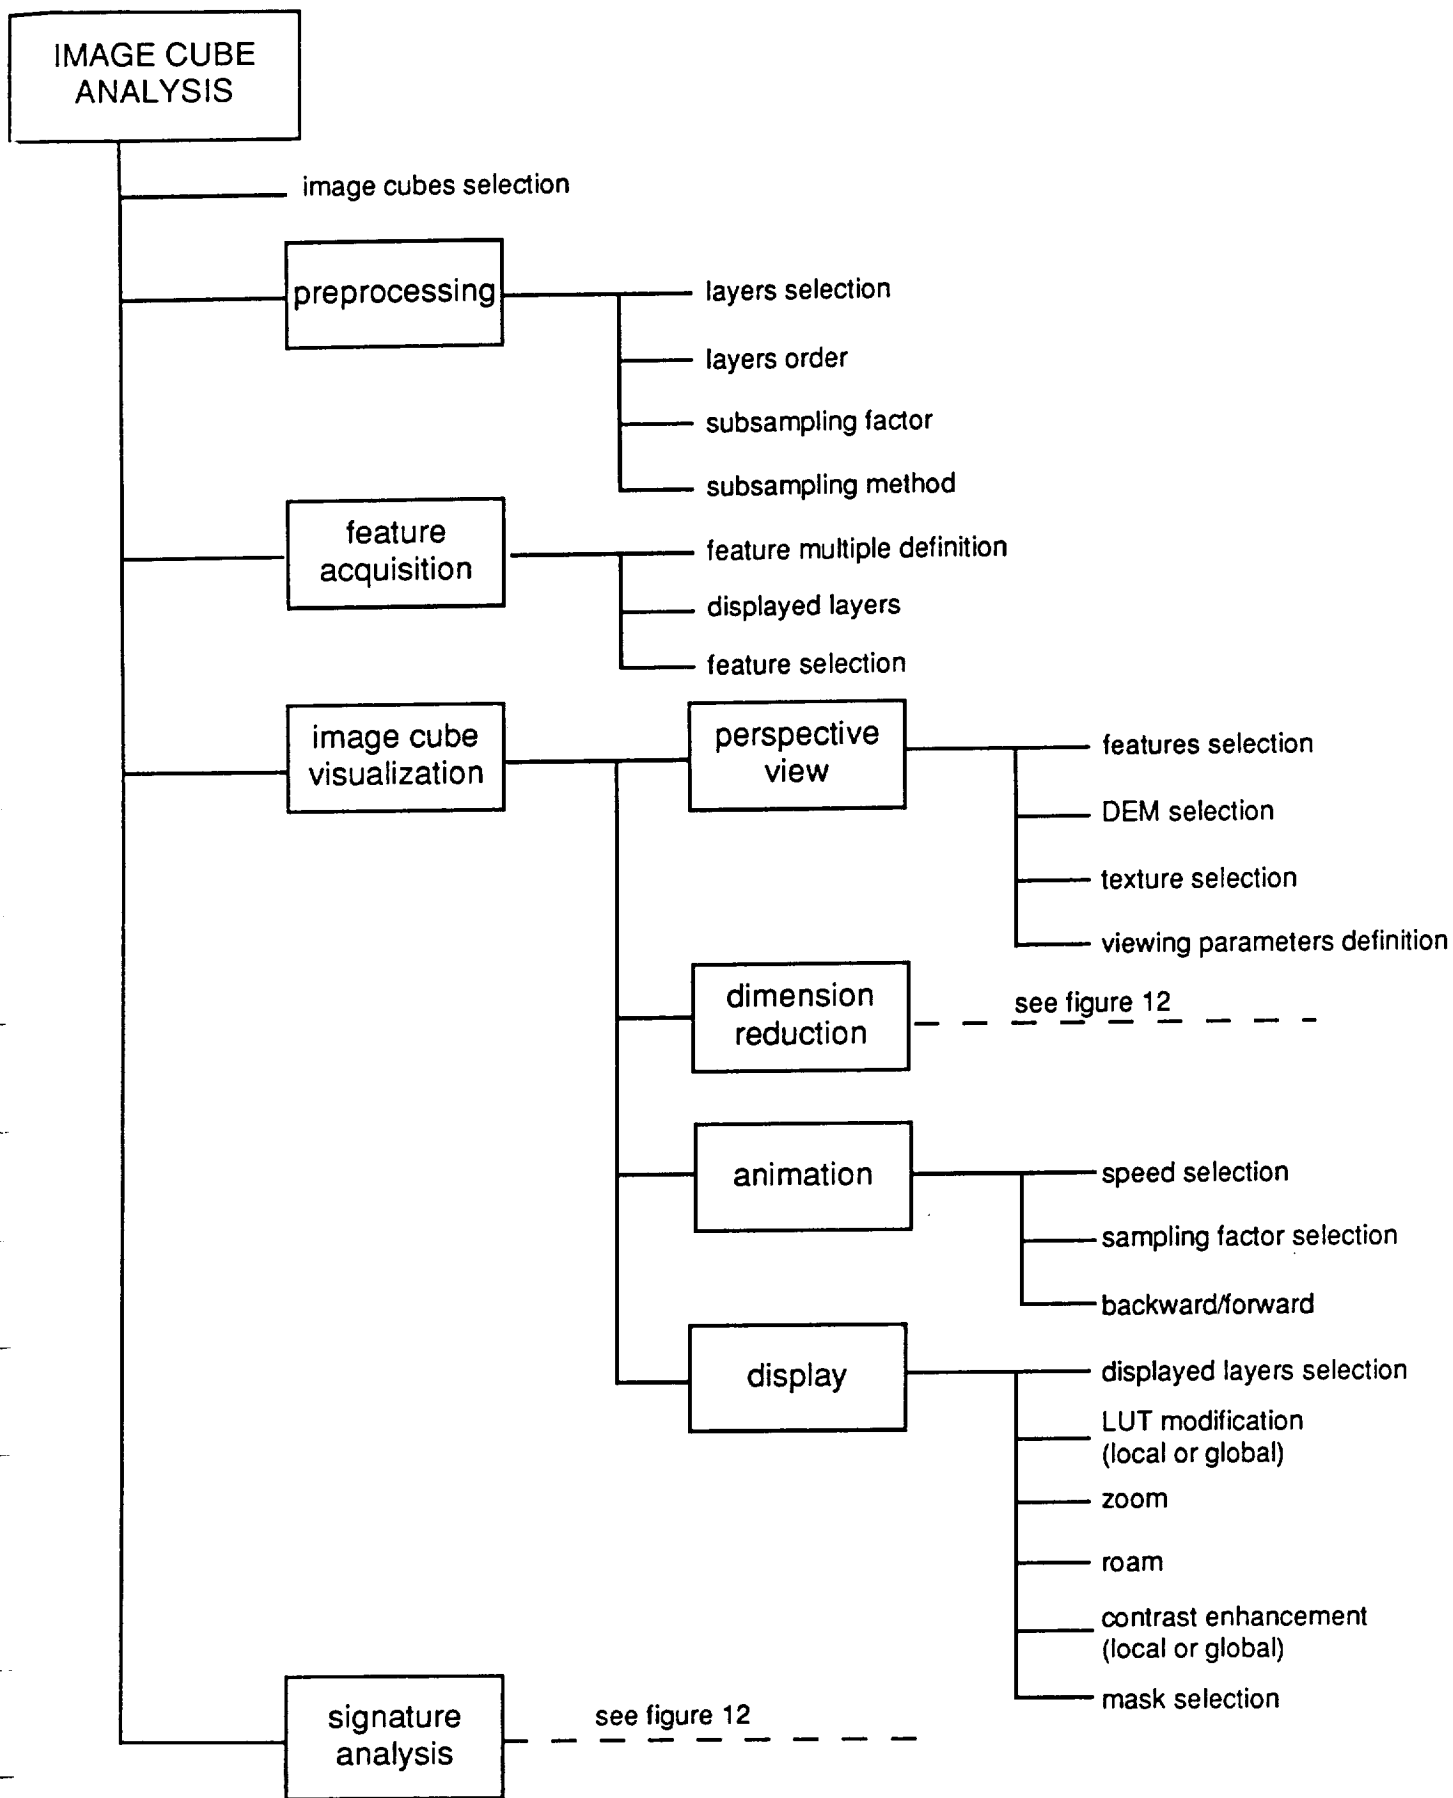 IMAGE CUBE
ANALYSIS
image cubes selection
preprocessing
layers selection
layers order
subsampling factor
subsampling method
feature
acquisition
feature multiple definition
displayed layers
feature selection
image cube
visualization
perspective
view
features selection
DEM selection
texture selection
viewing parameters definition
dimension
reduction
see figure 12
animation
speed selection
sampling factor selection
backward/forward
display
displayed layers selection
LUT modification
(local or global)
zoom
roam
contrast enhancement
(local or global)
mask selection
signature
analysis
see figure 12